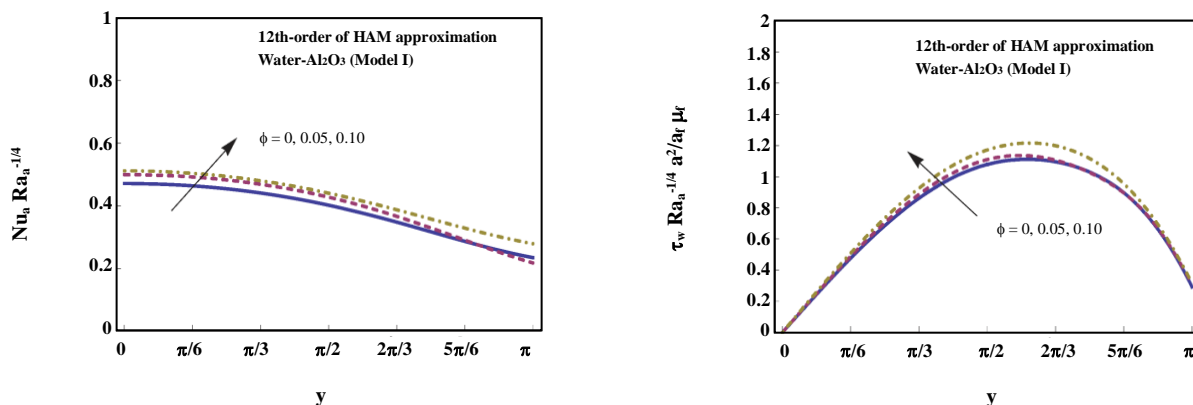 12th-order of HAM approximation
Water-Al₂O₃ (Model I)
ϕ = 0, 0.05, 0.10
Nuₐ Raₐ⁻¹/⁴
1
0.8
0.6
0.4
0.2
0
0 π/6 π/3 π/2 2π/3 5π/6 π
y
12th-order of HAM approximation
Water-Al₂O₃ (Model I)
ϕ = 0, 0.05, 0.10
τ_w Raₐ⁻¹/⁴ a²/a_f μ_f
2
1.8
1.6
1.4
1.2
1
0.8
0.6
0.4
0.2
0
0 π/6 π/3 π/2 2π/3 5π/6 π
y